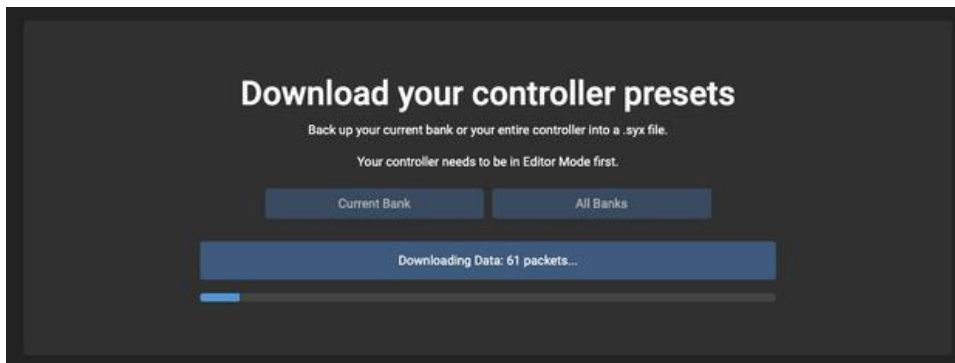 Download your controller presets
Back up your current bank or your entire controller into a .syx file.
Your controller needs to be in Editor Mode first.
Current Bank
All Banks
Downloading Data: 61 packets...